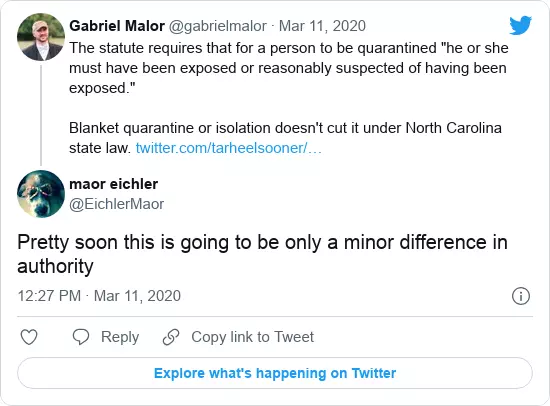 Gabriel Malor @gabrielmalor · Mar 11, 2020
The statute requires that for a person to be quarantined "he or she
must have been exposed or reasonably suspected of having been
exposed."
Blanket quarantine or isolation doesn't cut it under North Carolina
state law. twitter.com/tarheelsooner/…
maor eichler
@EichlerMaor
Pretty soon this is going to be only a minor difference in
authority
12:27 PM · Mar 11, 2020
Reply
Copy link to Tweet
Explore what's happening on Twitter